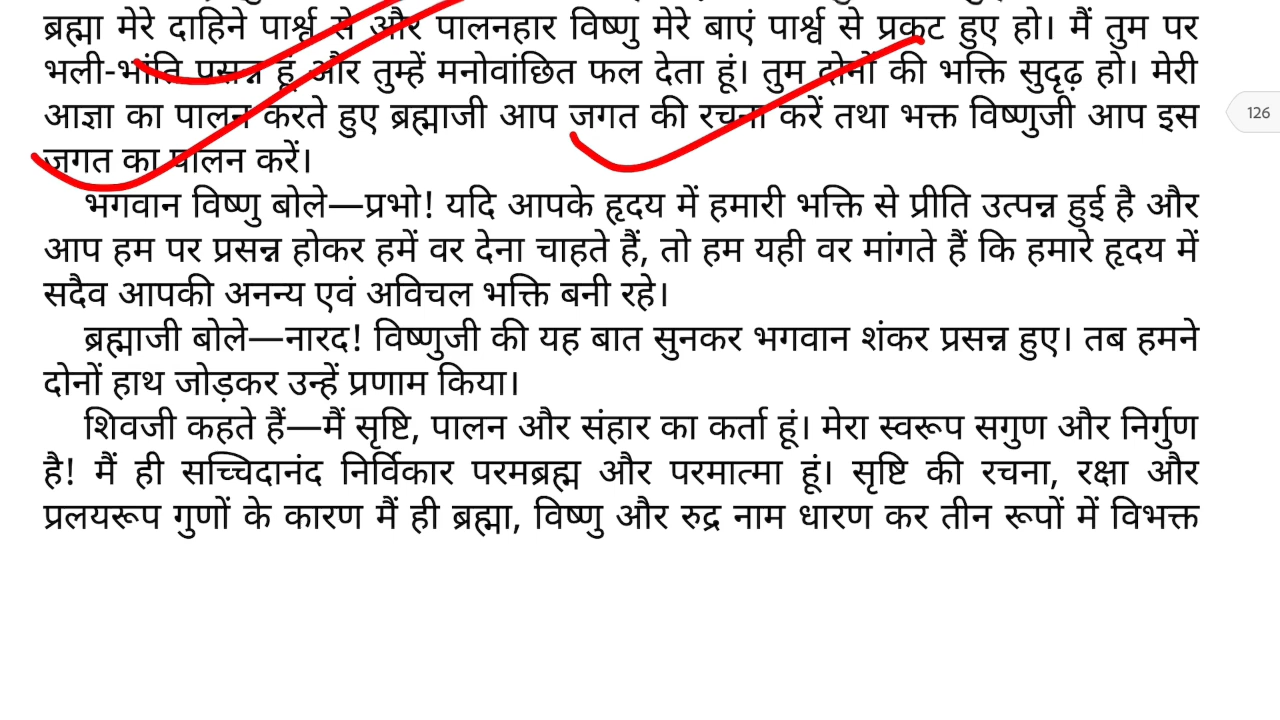 ब्रह्मा मेरे दाहिने पार्श्व से और पालनहार विष्णु मेरे बाएं पार्श्व से प्रकट हुए हो। मैं तुम पर
भली-भांति प्रसन्न हूं और तुम्हें मनोवांछित फल देता हूं। तुम दोनों की भक्ति सुदृढ़ हो। मेरी
आज्ञा का पालन करते हुए ब्रह्माजी आप जगत की रचना करें तथा भक्त विष्णुजी आप इस
जगत का पालन करें।
भगवान विष्णु बोले—प्रभो! यदि आपके हृदय में हमारी भक्ति से प्रीति उत्पन्न हुई है और
आप हम पर प्रसन्न होकर हमें वर देना चाहते हैं, तो हम यही वर मांगते हैं कि हमारे हृदय में
सदैव आपकी अनन्य एवं अविचल भक्ति बनी रहे।
ब्रह्माजी बोले—नारद! विष्णुजी की यह बात सुनकर भगवान शंकर प्रसन्न हुए। तब हमने
दोनों हाथ जोड़कर उन्हें प्रणाम किया।
शिवजी कहते हैं—मैं सृष्टि, पालन और संहार का कर्ता हूं। मेरा स्वरूप सगुण और निर्गुण
है! मैं ही सच्चिदानंद निर्विकार परमब्रह्म और परमात्मा हूं। सृष्टि की रचना, रक्षा और
प्रलयरूप गुणों के कारण मैं ही ब्रह्मा, विष्णु और रुद्र नाम धारण कर तीन रूपों में विभक्त
126